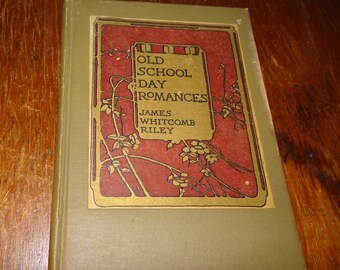 OLD
SCHOOL
DAY
ROMANCES
JAMES
WHITCOMB
RILEY